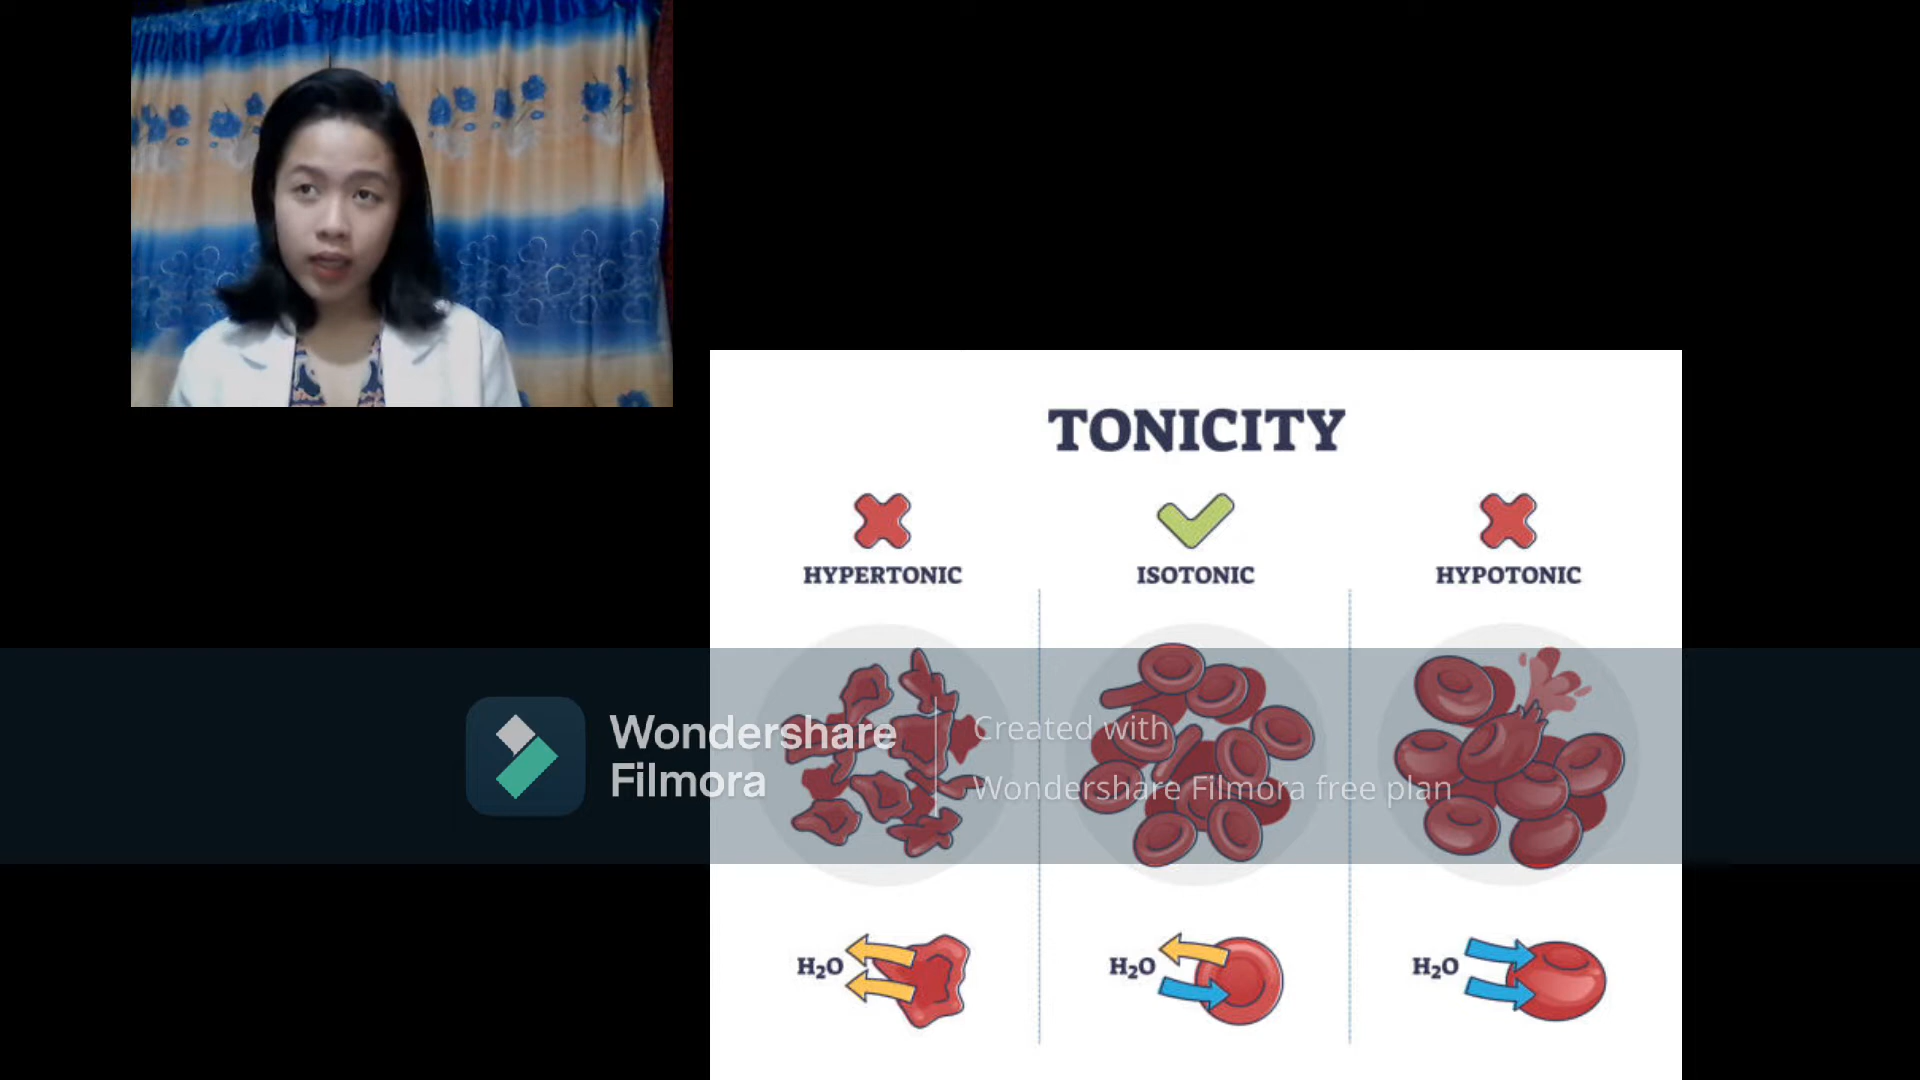 TONICITY
HYPERTONIC
ISOTONIC
HYPOTONIC
Wondershare
Filmora
Created with
Wondershare Filmora free plan
H₂O
H₂O
H₂O